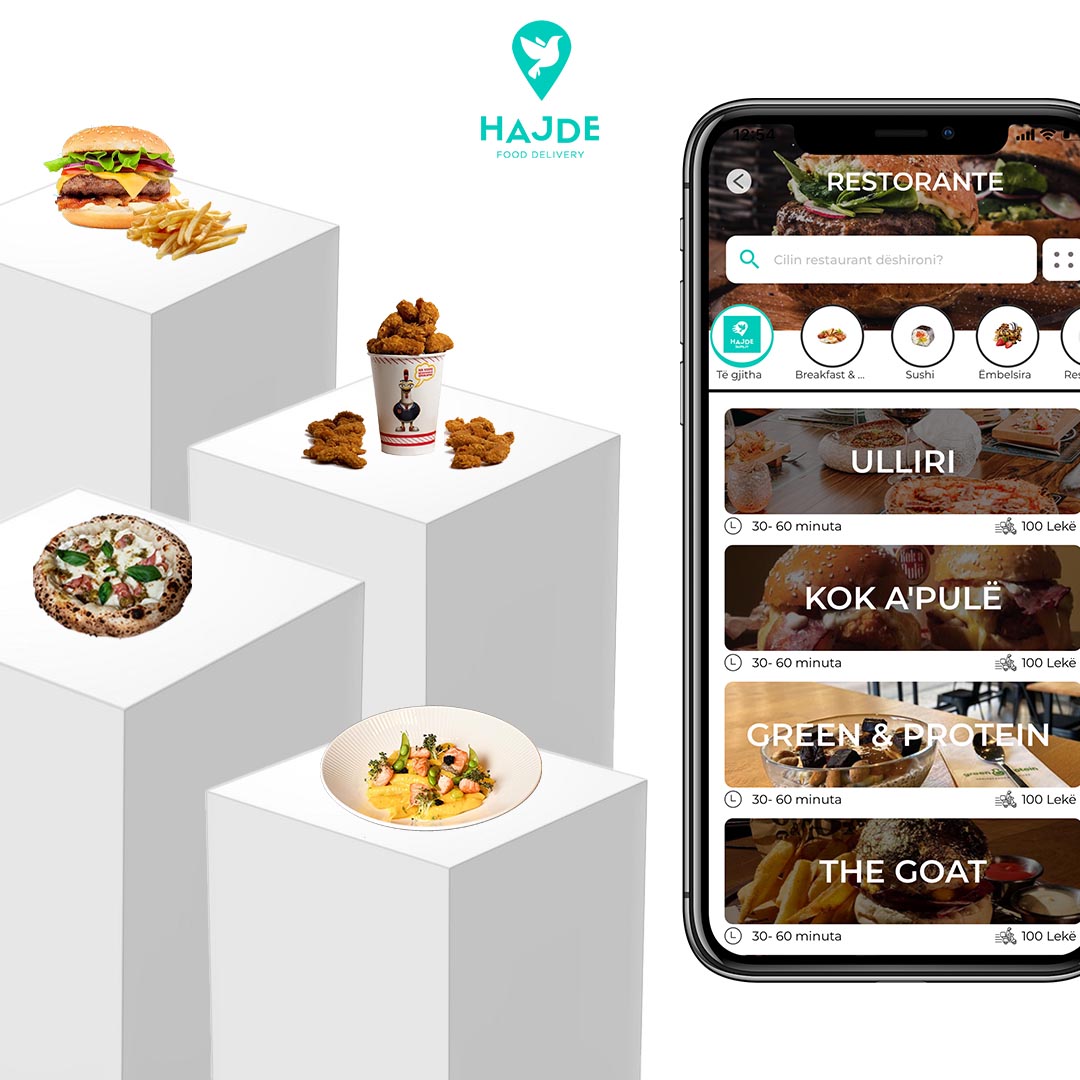 HAJDE
FOOD DELIVERY
12:54
RESTORANTE
Cilin restaurant dëshironi?
HAJDE
Të gjitha
Breakfast & ...
Sushi
Ëmbelsira
Res
ULLIRI
30- 60 minuta
100 Lekë
KOK A'PULË
30- 60 minuta
100 Lekë
GREEN & PROTEIN
30- 60 minuta
100 Lekë
THE GOAT
30- 60 minuta
100 Lekë